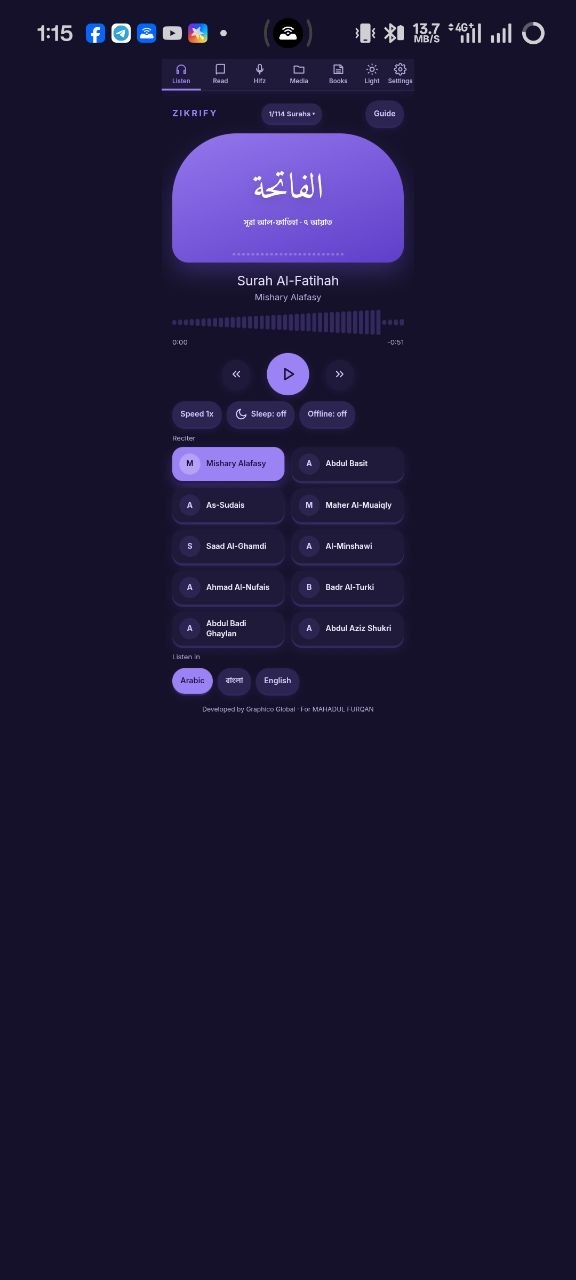 1:15
13.7
MB/S
4G+
Listen
Read
Hifz
Media
Books
Light
Settings
ZIKRIFY
1/114 Surahs
Guide
الفاتحة
সূরা আল-ফাতিহা · ৭ আয়াত
Surah Al-Fatihah
Mishary Alafasy
0:00
-0:51
Speed 1x
Sleep: off
Offline: off
Reciter
M Mishary Alafasy
A Abdul Basit
A As-Sudais
M Maher Al-Muaiqly
S Saad Al-Ghamdi
A Al-Minshawi
A Ahmad Al-Nufais
B Badr Al-Turki
A Abdul Badi
Ghaylan
A Abdul Aziz Shukri
Listen in
Arabic
বাংলা
English
Developed by Graphico Global · For MAHADUL FURQAN